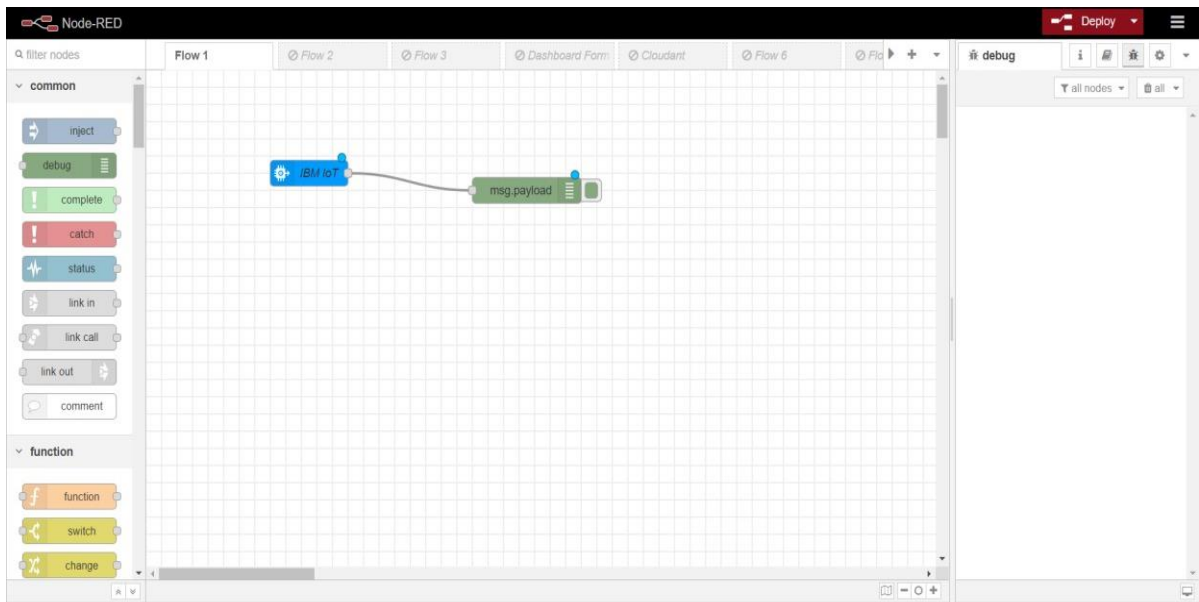 Node-RED
Deploy
filter nodes
Flow 1
Flow 2
Flow 3
Dashboard Form
Cloudant
Flow 6
Flo
debug
i
all nodes
all
common
inject
debug
complete
catch
status
link in
link call
link out
comment
function
function
switch
change
IBM IoT
msg.payload